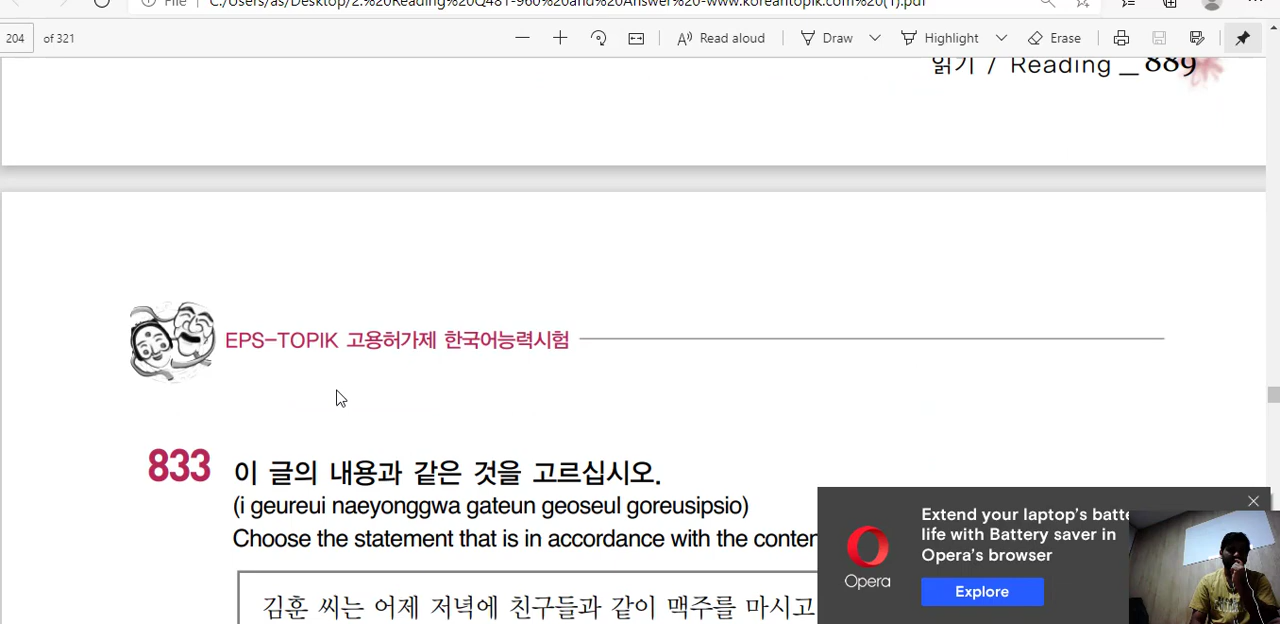 File
C:/Users/as/Desktop/2.%20Reading%20Q481-960%20and%20Answer%20-www.koreantopik.com%20(1).pdf
204 of 321
Read aloud
Draw
Highlight
Erase
읽기 / Reading _ 889
EPS-TOPIK 고용허가제 한국어능력시험
833 이 글의 내용과 같은 것을 고르십시오.
(i geureui naeyonggwa gateun geoseul goreusipsio)
Choose the statement that is in accordance with the
김훈 씨는 어제 저녁에 친구들과 같이 맥주를 마시고
Extend your laptop's
life with Battery saver in
Opera's browser
Opera
Explore